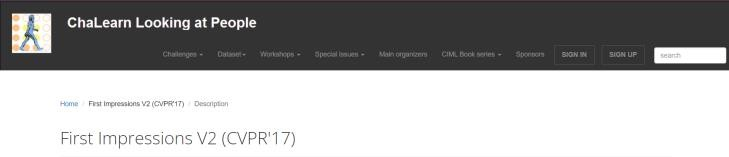 ChaLearn Looking at People
Challenges Dataset Workshops Special Issues Main organizers CIML Book series Sponsors SIGN IN SIGN UP search
Home / First Impressions V2 (CVPR'17) / Description
First Impressions V2 (CVPR'17)